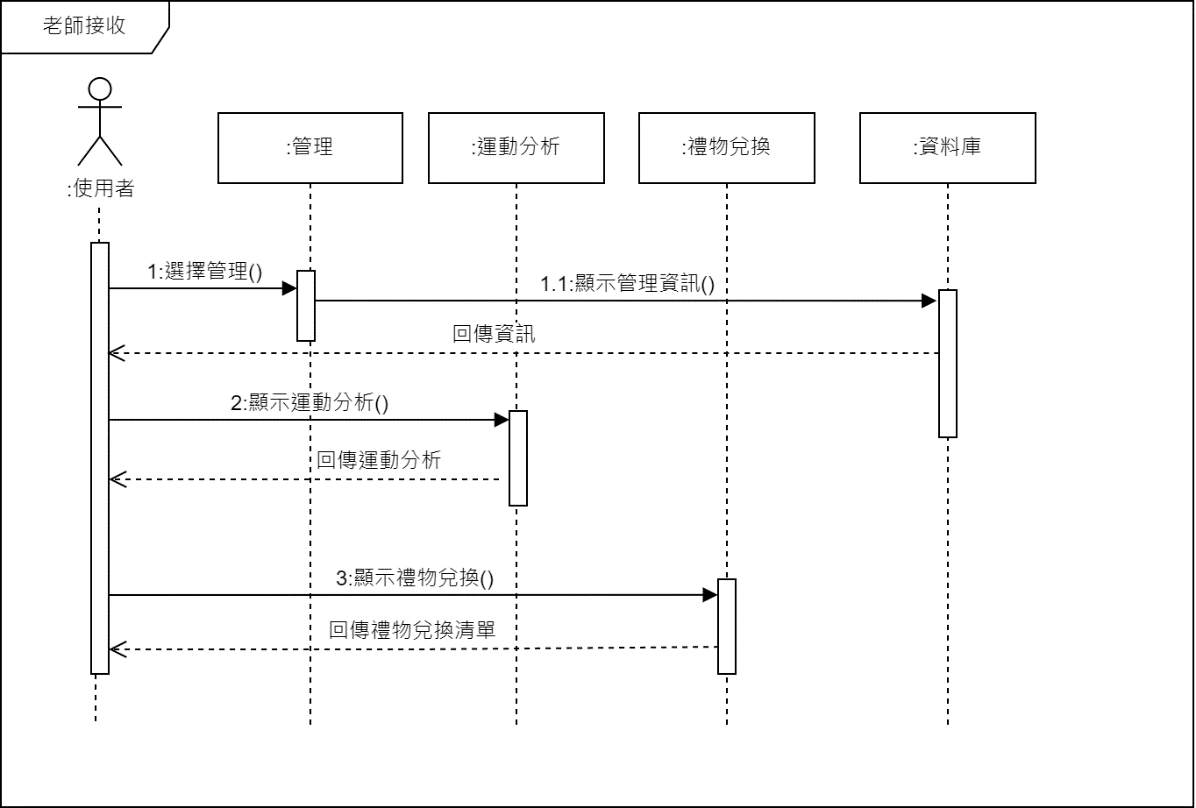 老師接收
:使用者
:管理
:運動分析
:禮物兌換
:資料庫
1:選擇管理()
1.1:顯示管理資訊()
回傳資訊
2:顯示運動分析()
回傳運動分析
3:顯示禮物兌換()
回傳禮物兌換清單